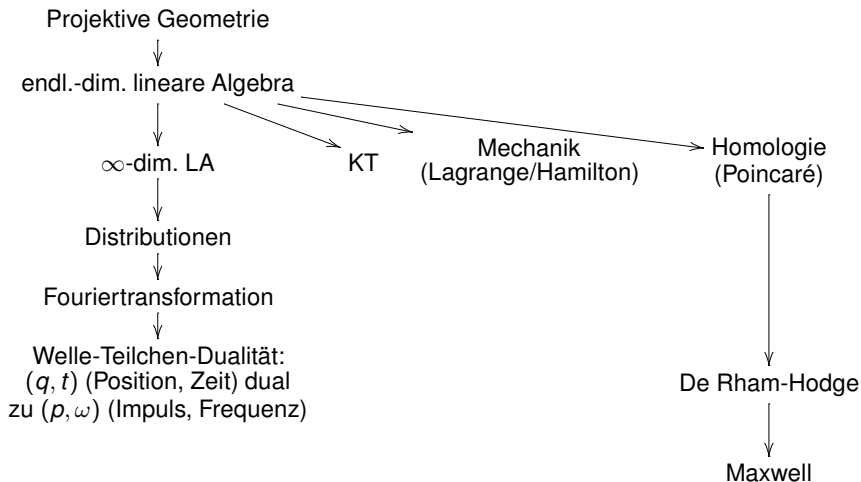 Projektive Geometrie
endl.-dim. lineare Algebra
∞-dim. LA
KT
Mechanik
(Lagrange/Hamilton)
Homologie
(Poincaré)
Distributionen
Fouriertransformation
Welle-Teilchen-Dualität:
(q, t) (Position, Zeit) dual
zu (p, ω) (Impuls, Frequenz)
De Rham-Hodge
Maxwell